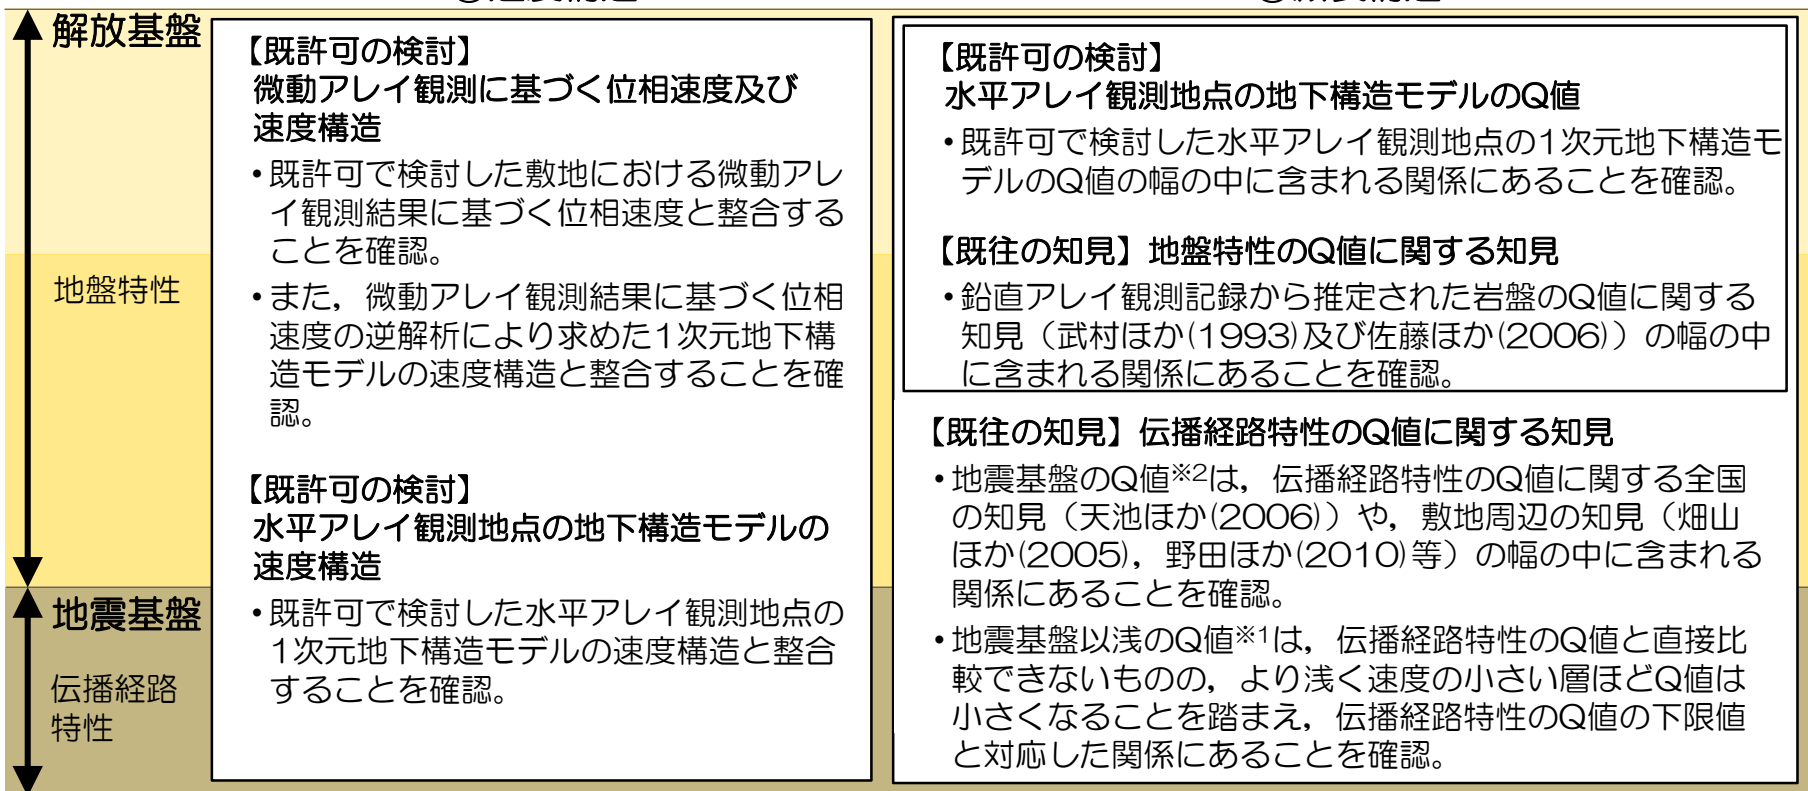 解放基盤
地盤特性
地震基盤
伝播経路
特性
【既許可の検討】
微動アレイ観測に基づく位相速度及び
速度構造
•既許可で検討した敷地における微動アレ
イ観測結果に基づく位相速度と整合する
ことを確認。
•また，微動アレイ観測結果に基づく位相
速度の逆解析により求めた1次元地下構
造モデルの速度構造と整合することを確
認。
【既許可の検討】
水平アレイ観測地点の地下構造モデルの
速度構造
•既許可で検討した水平アレイ観測地点の
1次元地下構造モデルの速度構造と整合
することを確認。
【既許可の検討】
水平アレイ観測地点の地下構造モデルのQ値
•既許可で検討した水平アレイ観測地点の1次元地下構造モ
デルのQ値の幅の中に含まれる関係にあることを確認。
【既往の知見】地盤特性のQ値に関する知見
•鉛直アレイ観測記録から推定された岩盤のQ値に関する
知見（武村ほか(1993)及び佐藤ほか(2006)）の幅の中
に含まれる関係にあることを確認。
【既往の知見】伝播経路特性のQ値に関する知見
•地震基盤のQ値※2は，伝播経路特性のQ値に関する全国
の知見（天池ほか(2006)）や，敷地周辺の知見（畑山
ほか(2005)，野田ほか(2010)等）の幅の中に含まれる
関係にあることを確認。
•地震基盤以浅のQ値※1は，伝播経路特性のQ値と直接比
較できないものの，より浅く速度の小さい層ほどQ値は
小さくなることを踏まえ，伝播経路特性のQ値の下限値
と対応した関係にあることを確認。